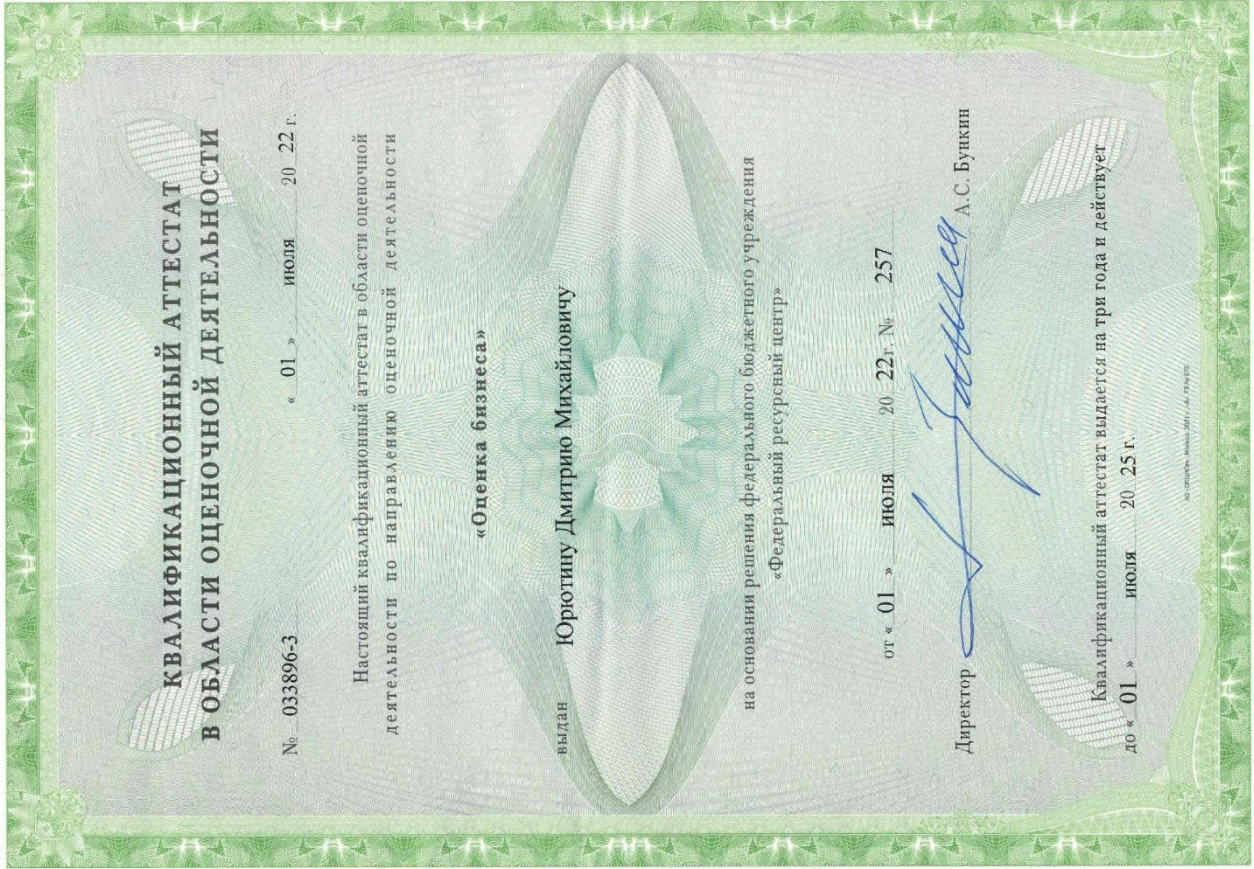 КВАЛИФИКАЦИОННЫЙ АТТЕСТАТ
В ОБЛАСТИ ОЦЕНОЧНОЙ ДЕЯТЕЛЬНОСТИ
№ 033896-3 « 01 » июля 20 22 г.
Настоящий квалификационный аттестат в области оценочной
деятельности по направлению оценочной деятельности
«Оценка бизнеса»
выдан Юрютину Дмитрию Михайловичу
на основании решения федерального бюджетного учреждения
«Федеральный ресурсный центр»
от « 01 » июля 20 22г. № 257
Директор А.С. Бункин
Квалификационный аттестат выдается на три года и действует
до « 01 » июля 20 25 г.